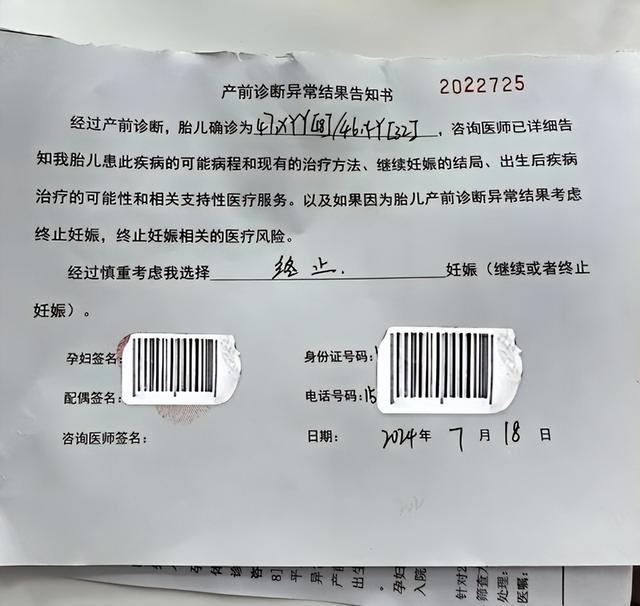 产前诊断异常结果告知书 2022725
经过产前诊断，胎儿确诊为47,XYY[18]/46,XY[32]，咨询医师已详细告
知我胎儿患此疾病的可能病程和现有的治疗方法、继续妊娠的结局、出生后疾病
治疗的可能性和相关支持性医疗服务。以及如果因为胎儿产前诊断异常结果考虑
终止妊娠，终止妊娠相关的医疗风险。
经过慎重考虑我选择 终止. 妊娠（继续或者终止
妊娠）。
孕妇签名: 身份证号码:
配偶签名: 电话号码:15
咨询医师签名: 日期: 2024年 7 月 18 日